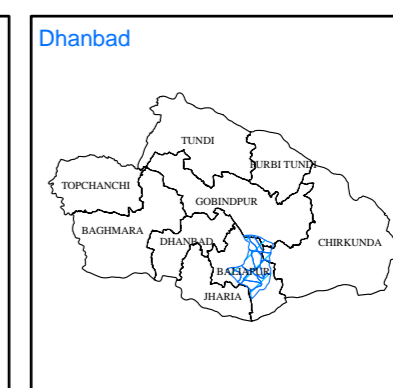 Dhanbad
TUNDI
PURBI TUNDI
TOPCHANCHI
GOBINDPUR
BAGHMARA
DHANBAD
CHIRKUNDA
BALIAPUR
JHARIA